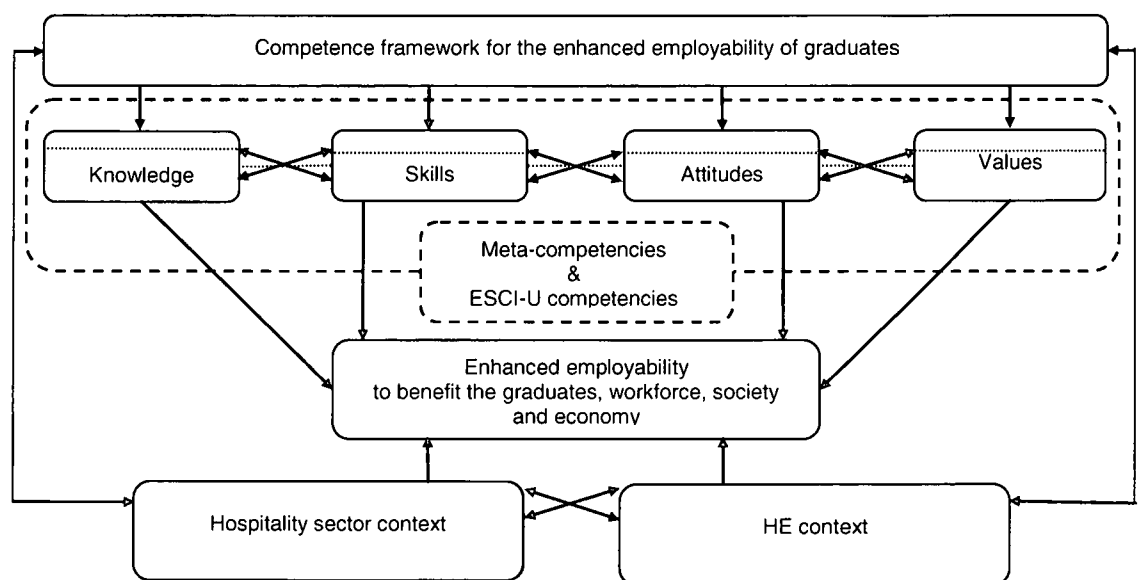 Competence framework for the enhanced employability of graduates
Knowledge
Skills
Attitudes
Values
Meta-competencies
&
ESCI-U competencies
Enhanced employability
to benefit the graduates, workforce, society
and economy
Hospitality sector context
HE context